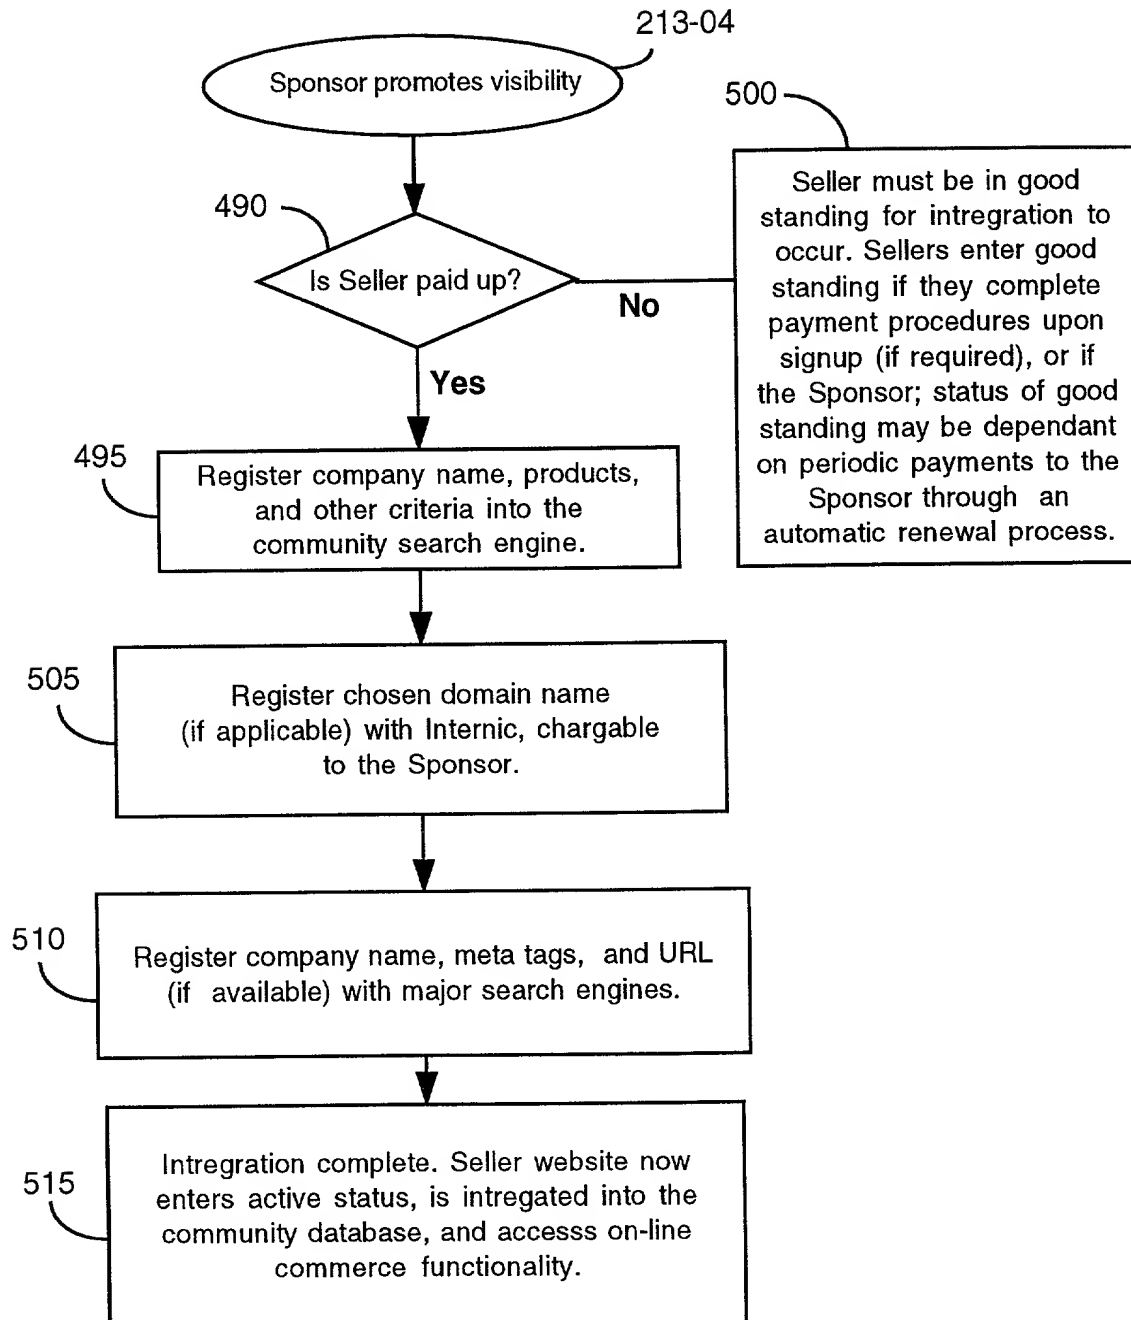 213-04
Sponsor promotes visibility
500
Seller must be in good
standing for intregration to
occur. Sellers enter good
standing if they complete
payment procedures upon
signup (if required), or if
the Sponsor; status of good
standing may be dependant
on periodic payments to the
Sponsor through an
automatic renewal process.
490
Is Seller paid up?
No
Yes
495
Register company name, products,
and other criteria into the
community search engine.
505
Register chosen domain name
(if applicable) with Internic, chargable
to the Sponsor.
510
Register company name, meta tags, and URL
(if available) with major search engines.
515
Intregration complete. Seller website now
enters active status, is intregated into the
community database, and accesss on-line
commerce functionality.